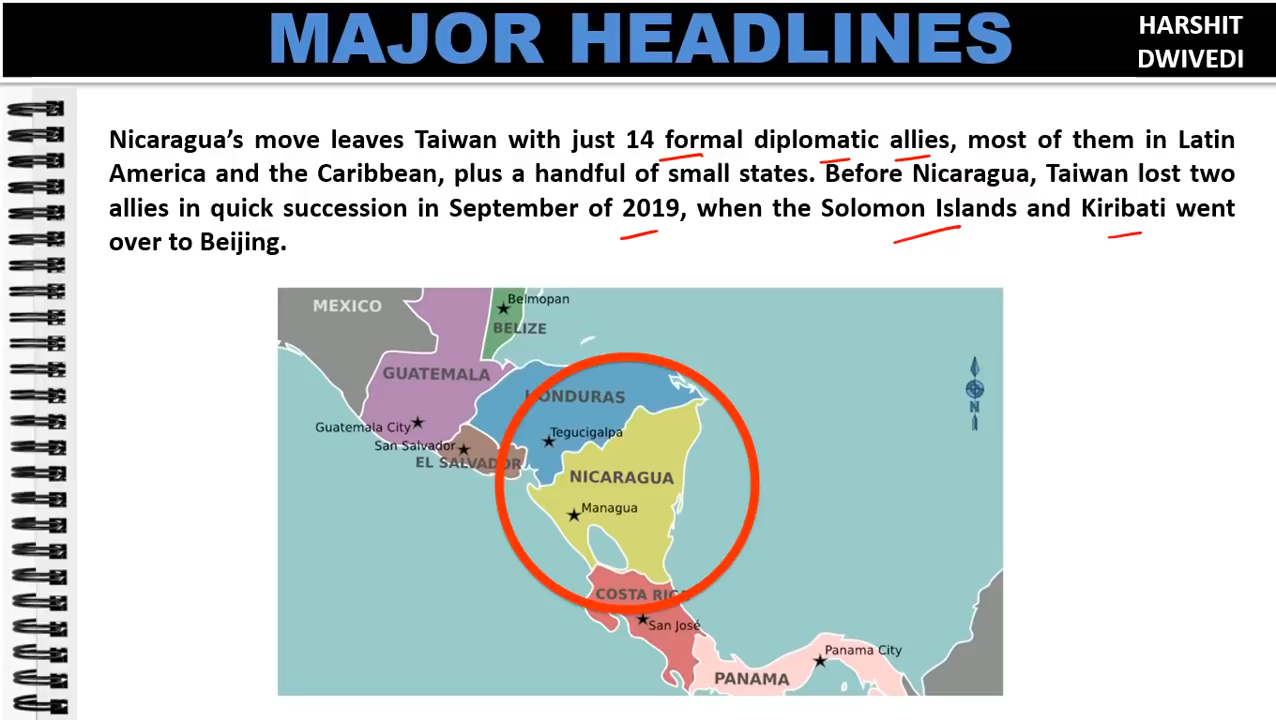 MAJOR HEADLINES
HARSHIT
DWIVEDI
Nicaragua’s move leaves Taiwan with just 14 formal diplomatic allies, most of them in Latin
America and the Caribbean, plus a handful of small states. Before Nicaragua, Taiwan lost two
allies in quick succession in September of 2019, when the Solomon Islands and Kiribati went
over to Beijing.
MEXICO
Belmopan
BELIZE
GUATEMALA
HONDURAS
Guatemala City
Tegucigalpa
San Salvador
EL SALVADOR
NICARAGUA
Managua
N
COSTA RICA
San José
Panama City
PANAMA